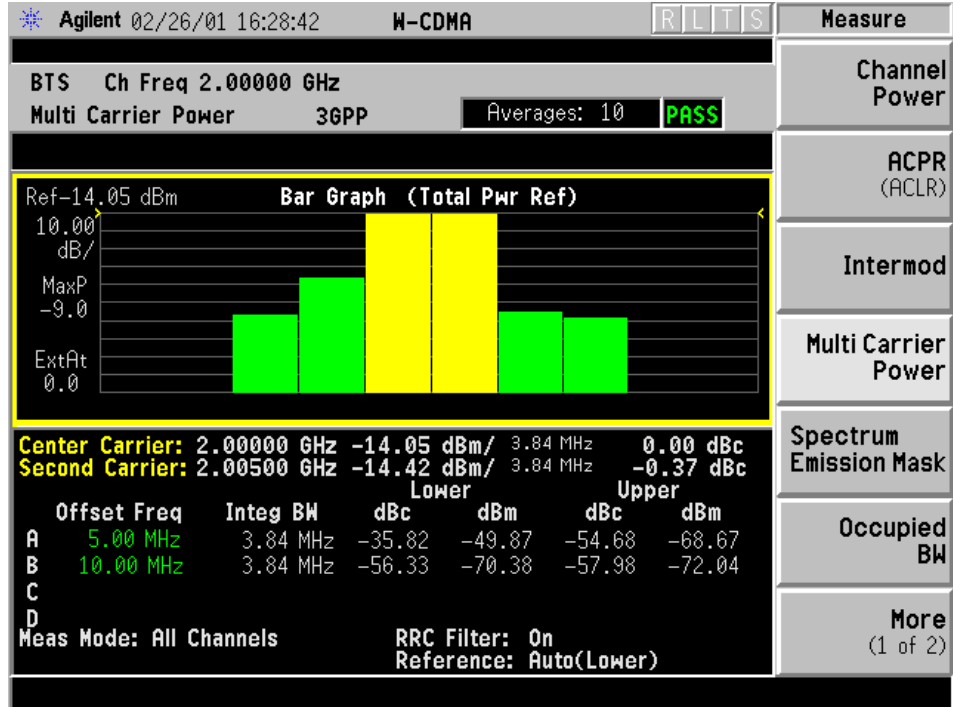 Agilent 02/26/01 16:28:42 W-CDMA R L T S
Measure
BTS Ch Freq 2.00000 GHz
Multi Carrier Power 3GPP Averages: 10 PASS
Ref-14.05 dBm Bar Graph (Total Pwr Ref)
10.00
dB/
MaxP
-9.0
ExtAt
0.0
Center Carrier: 2.00000 GHz -14.05 dBm/ 3.84 MHz 0.00 dBc
Second Carrier: 2.00500 GHz -14.42 dBm/ 3.84 MHz -0.37 dBc
Lower Upper
Offset Freq Integ BW dBc dBm dBc dBm
A 5.00 MHz 3.84 MHz -35.82 -49.87 -54.68 -68.67
B 10.00 MHz 3.84 MHz -56.33 -70.38 -57.98 -72.04
C
D
Meas Mode: All Channels RRC Filter: On
Reference: Auto(Lower)
Channel
Power
ACPR
(ACLR)
Intermod
Multi Carrier
Power
Spectrum
Emission Mask
Occupied
BW
More
(1 of 2)